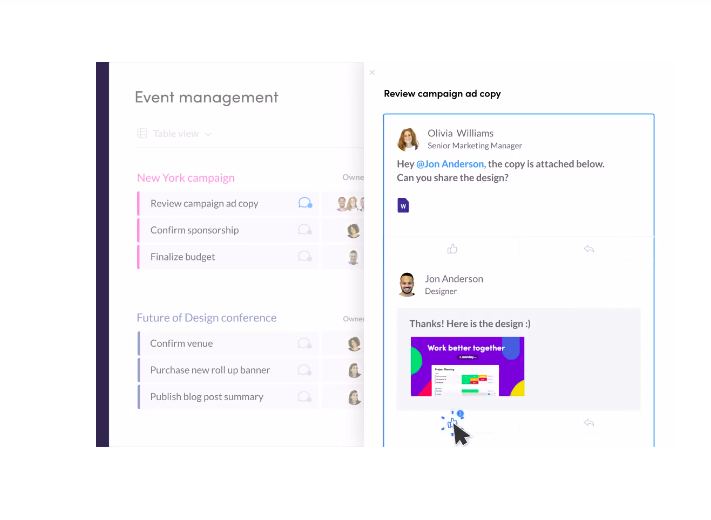 Event management
Table view
New York campaign
Owne
Review campaign ad copy
Confirm sponsorship
Finalize budget
Future of Design conference
Owne
Confirm venue
Purchase new roll up banner
Publish blog post summary
Review campaign ad copy
Olivia Williams
Senior Marketing Manager
Hey @Jon Anderson, the copy is attached below.
Can you share the design?
W
Jon Anderson
Designer
Thanks! Here is the design :)
Work better together
Project Planning
1